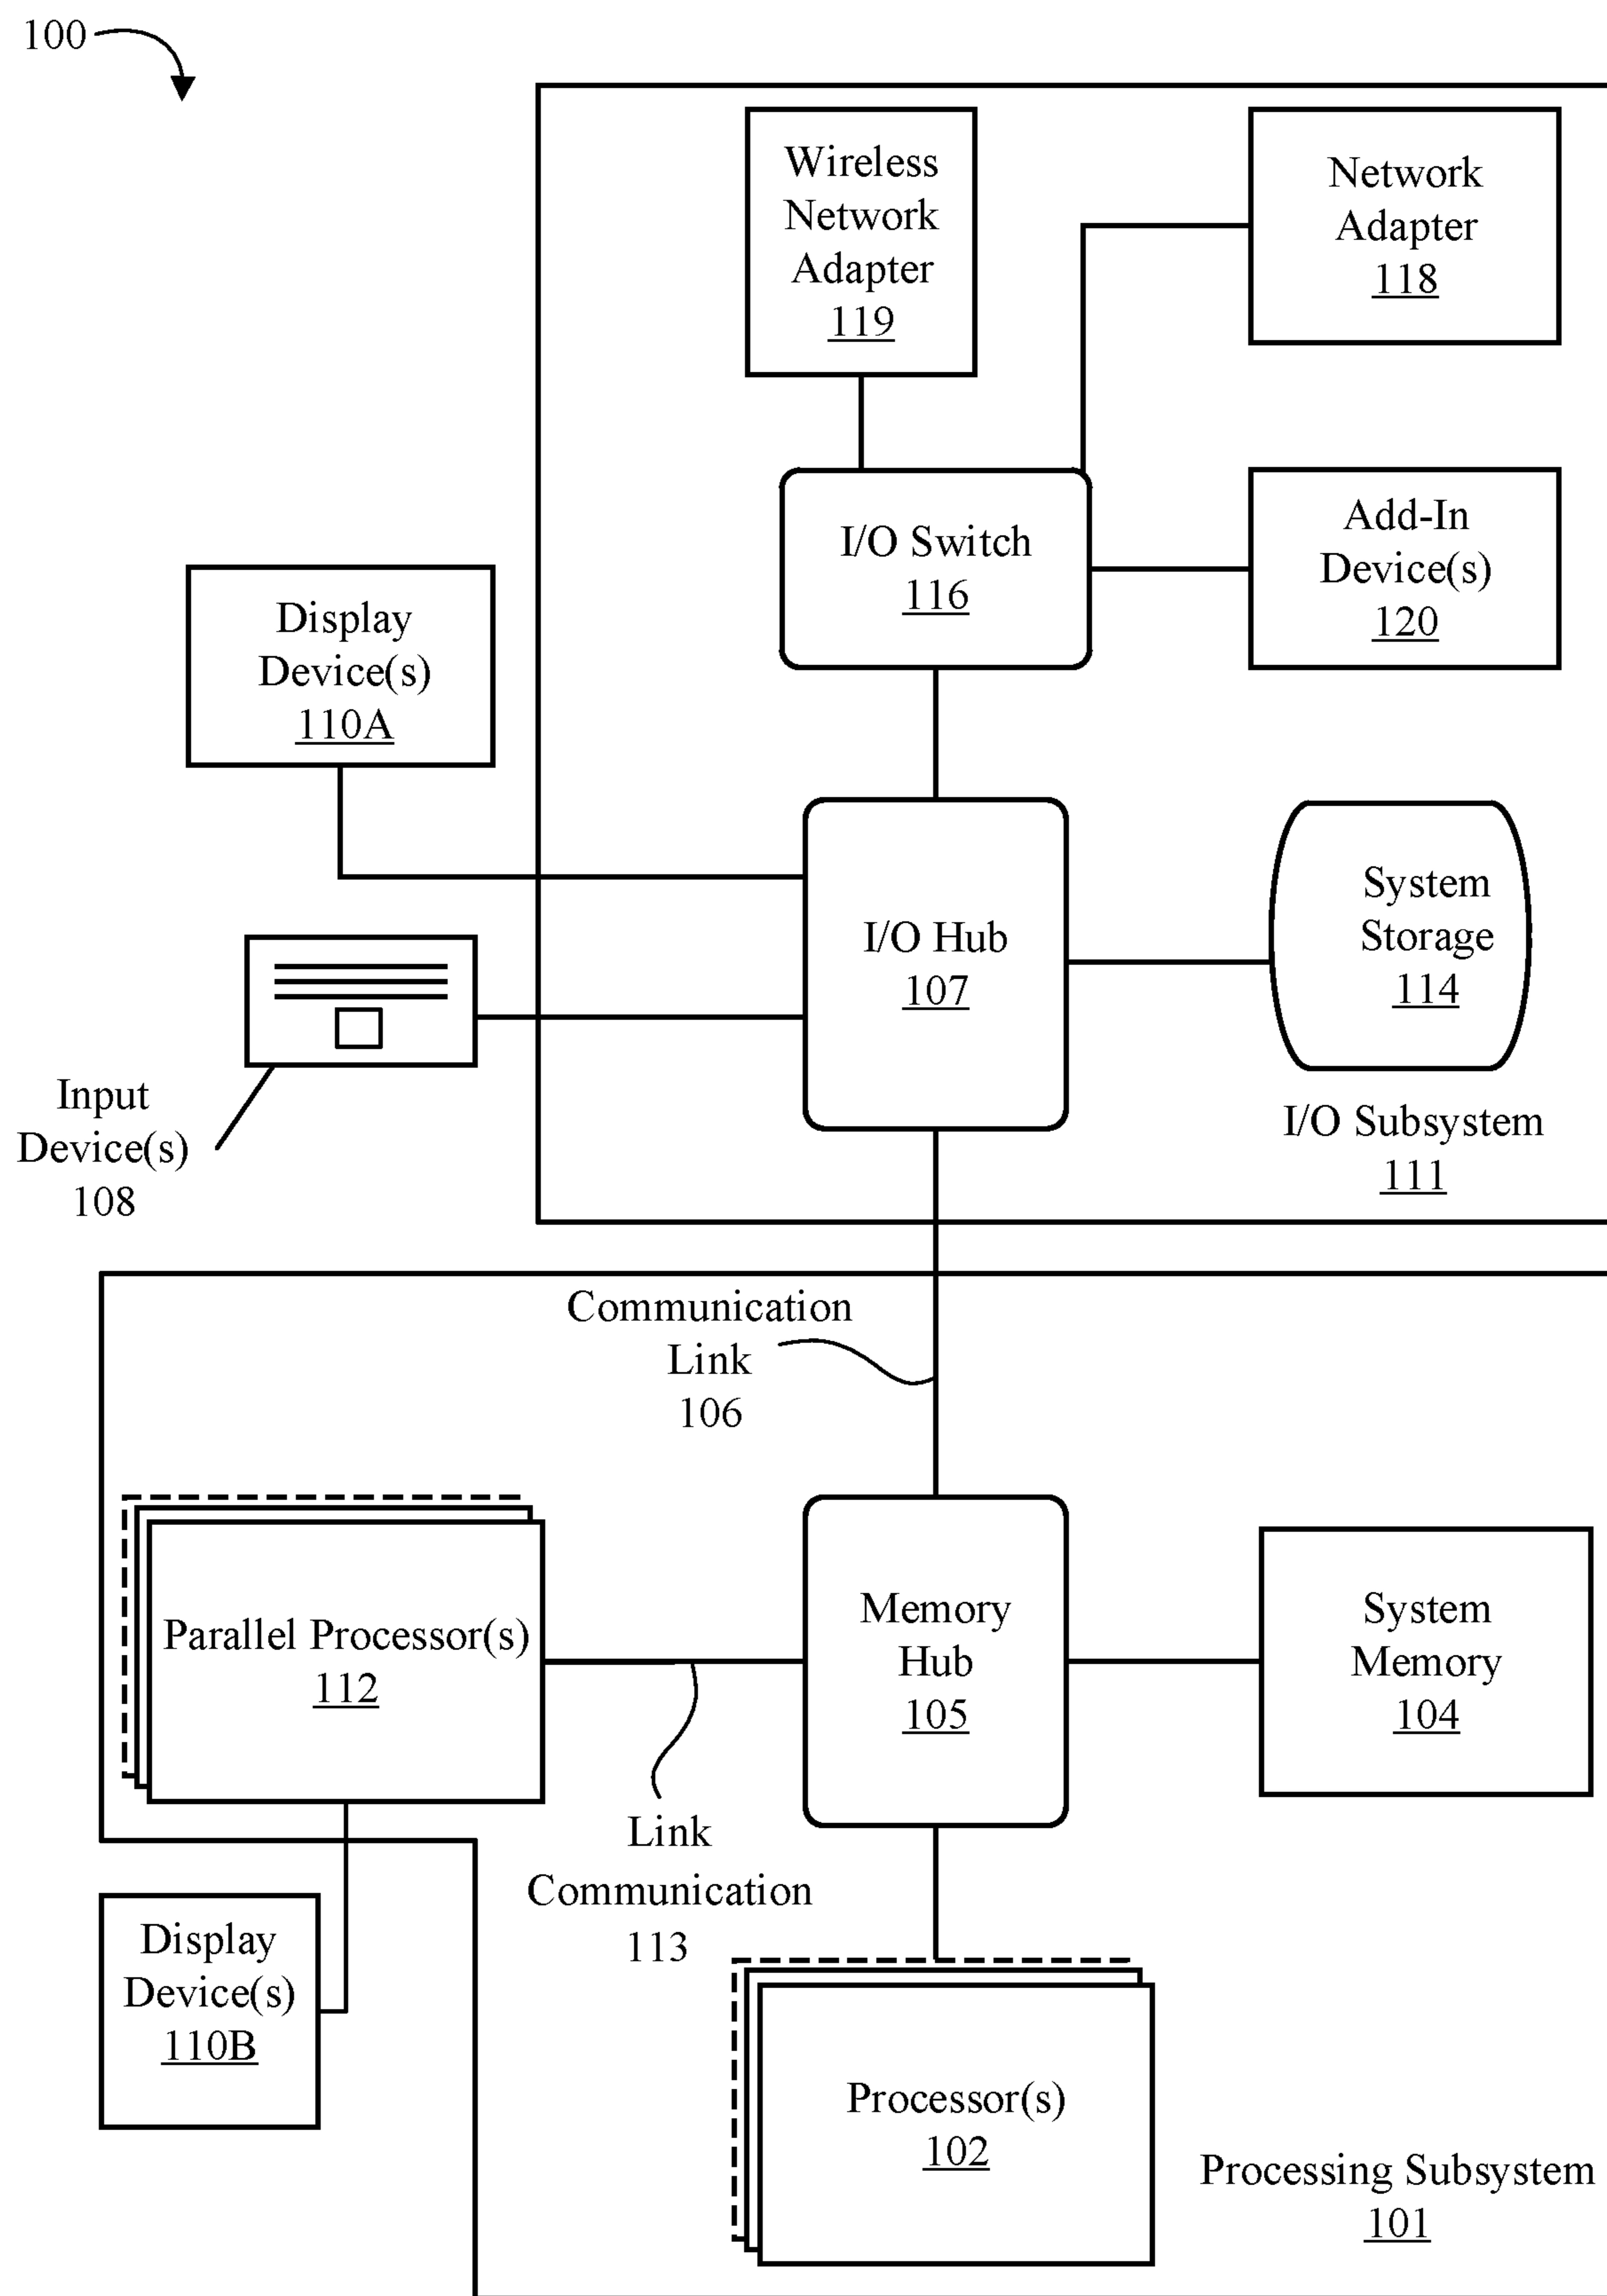 100
Wireless
Network
Adapter
119
Network
Adapter
118
I/O Switch
116
Add-In
Device(s)
120
Display
Device(s)
110A
I/O Hub
107
System
Storage
114
Input
Device(s)
108
I/O Subsystem
111
Communication
Link
106
Parallel Processor(s)
112
Memory
Hub
105
System
Memory
104
Link
Communication
113
Display
Device(s)
110B
Processor(s)
102
Processing Subsystem
101